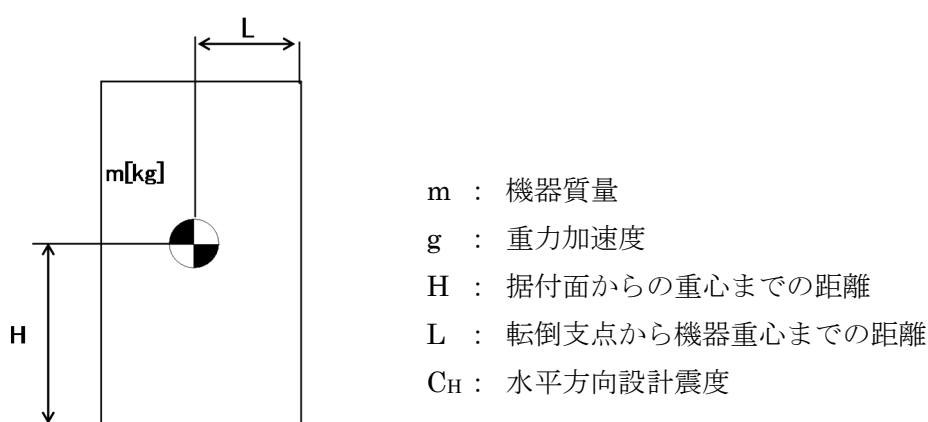 L
m[kg]
H
m : 機器質量
g : 重力加速度
H : 据付面からの重心までの距離
L : 転倒支点から機器重心までの距離
CH : 水平方向設計震度